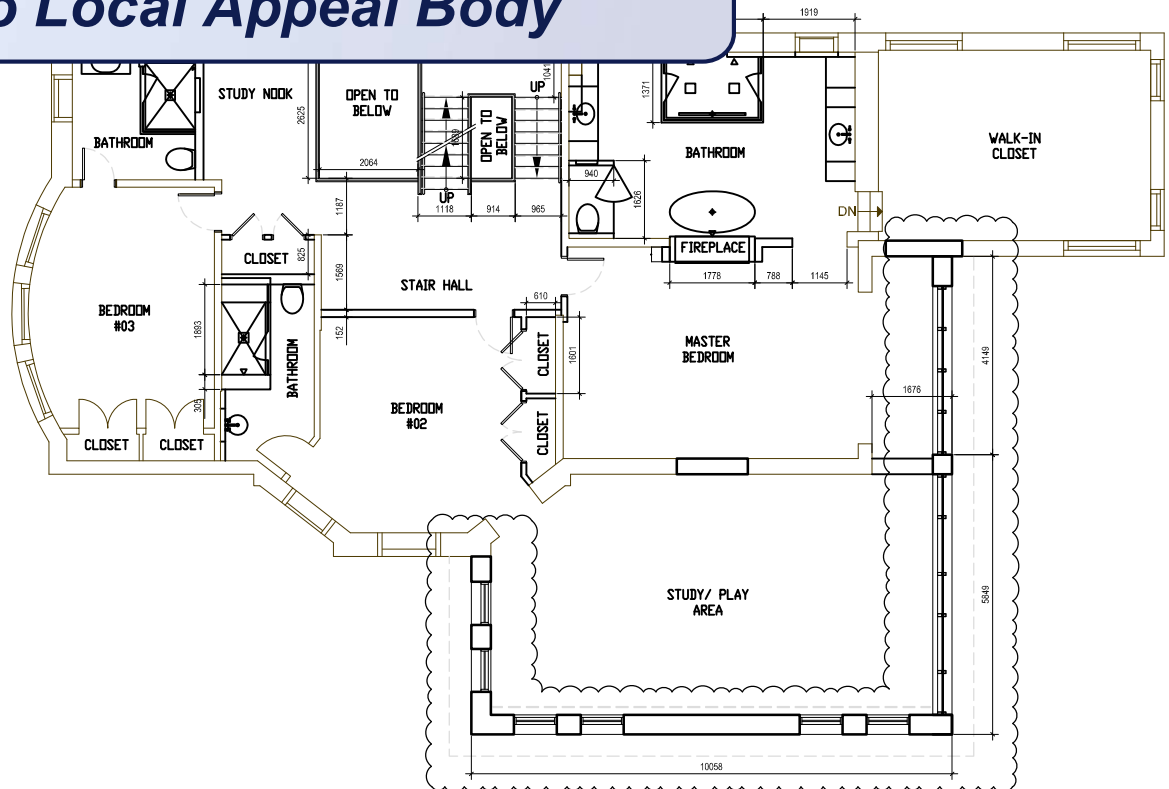 Local Appeal Body
1919
1041
UP
STUDY NOOK
OPEN TO
BELOW
2625
1371
OPEN TO
BELOW
BATHROOM
BATHROOM
WALK-IN
CLOSET
2064
940
1626
UP
1118
914
965
1187
DN
CLOSET
825
FIREPLACE
1569
1778
788
1145
STAIR HALL
610
BEDROOM
#03
1893
152
BATHROOM
CLOSET
1601
MASTER
BEDROOM
4149
1676
305
BEDROOM
#02
CLOSET
CLOSET
CLOSET
STUDY/ PLAY
AREA
5849
10058